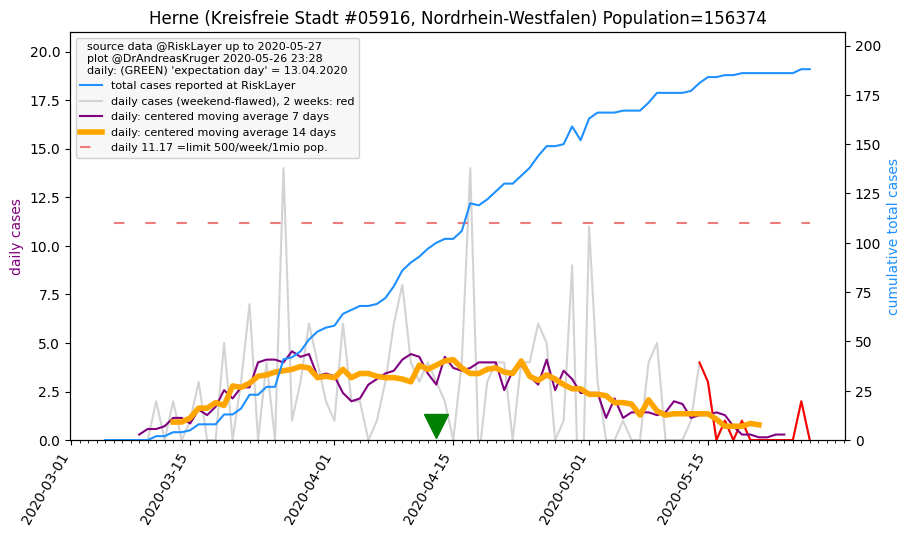 Herne (Kreisfreie Stadt #05916, Nordrhein-Westfalen) Population=156374
source data @RiskLayer up to 2020-05-27
plot @DrAndreasKruger 2020-05-26 23:28
daily: (GREEN) 'expectation day' = 13.04.2020
total cases reported at RiskLayer
daily cases (weekend-flawed), 2 weeks: red
daily: centered moving average 7 days
daily: centered moving average 14 days
daily 11.17 =limit 500/week/1mio pop.
daily cases
20.0
17.5
15.0
12.5
10.0
7.5
5.0
2.5
0.0
cumulative total cases
200
175
150
125
100
75
50
25
0
2020-03-01
2020-03-15
2020-04-01
2020-04-15
2020-05-01
2020-05-15